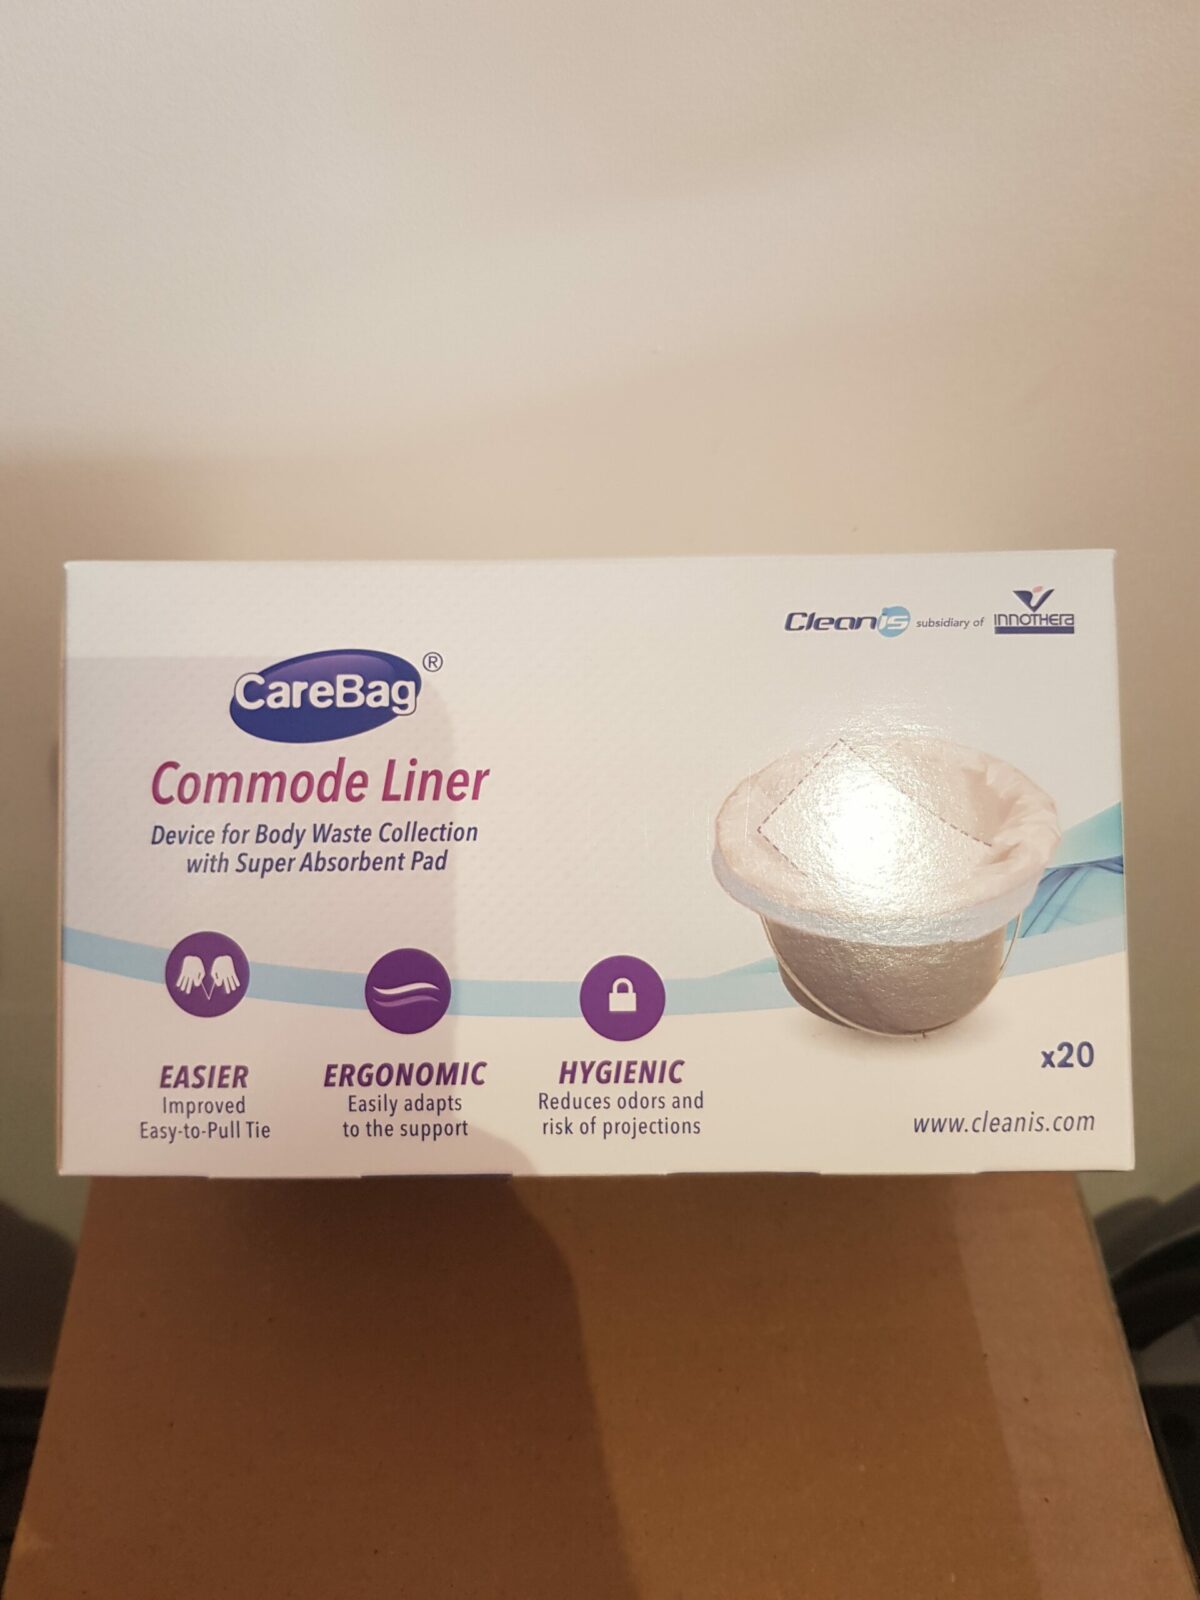 Cleanis subsidiary of INNOTHERA
CareBag®
Commode Liner
Device for Body Waste Collection
with Super Absorbent Pad
EASIER
Improved
Easy-to-Pull Tie
ERGONOMIC
Easily adapts
to the support
HYGIENIC
Reduces odors and
risk of projections
x20
www.cleanis.com